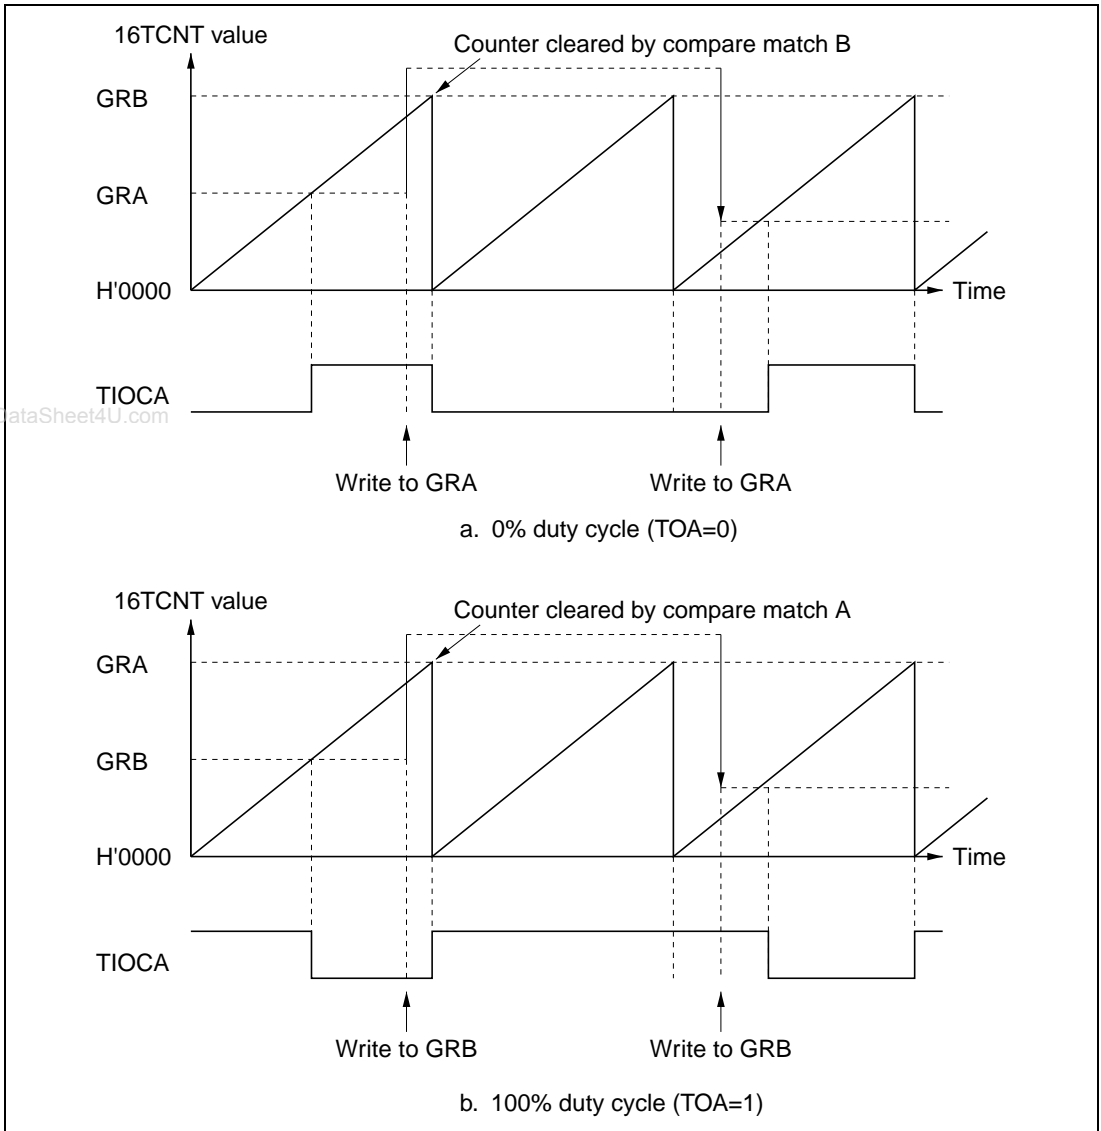 16TCNT value
Counter cleared by compare match B
GRB
GRA
H'0000
Time
TIOCA
DataSheet4U.com
Write to GRA
Write to GRA
a. 0% duty cycle (TOA=0)
16TCNT value
Counter cleared by compare match A
GRA
GRB
H'0000
Time
TIOCA
Write to GRB
Write to GRB
b. 100% duty cycle (TOA=1)